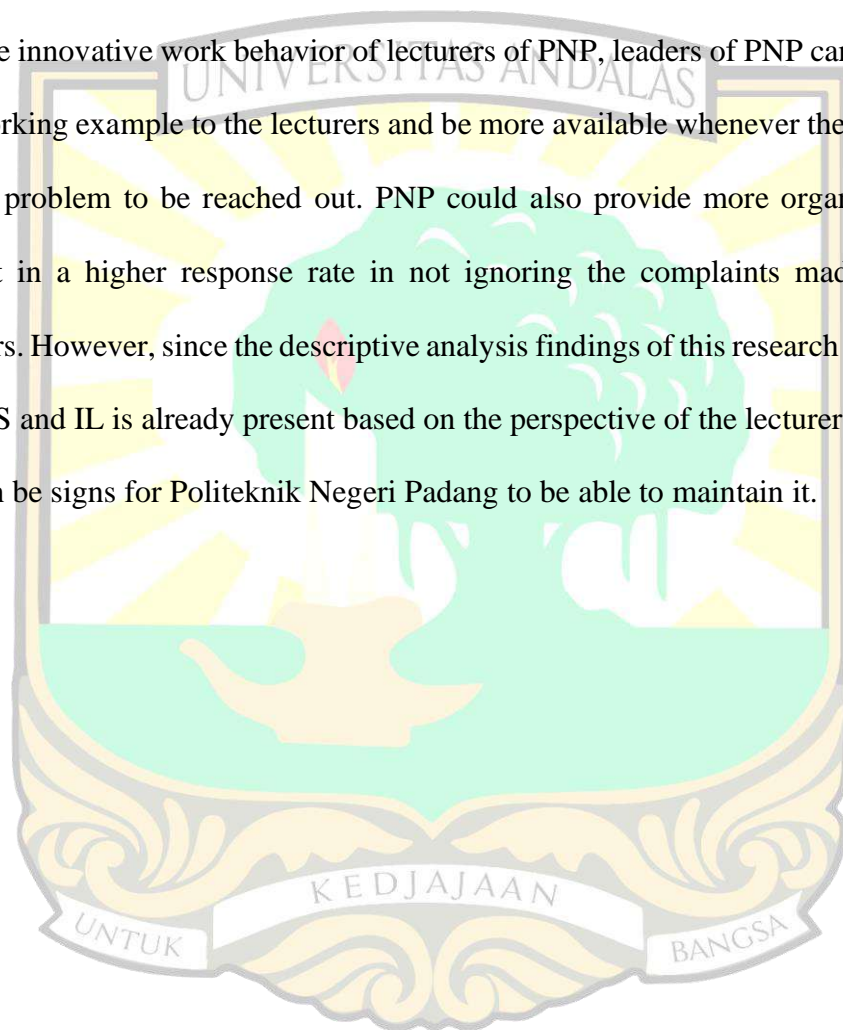 e innovative work behavior of lecturers of PNP, leaders of PNP can
UNIVERSITAS ANDALAS
orking example to the lecturers and be more available whenever the
problem to be reached out. PNP could also provide more organ
t in a higher response rate in not ignoring the complaints mad
rs. However, since the descriptive analysis findings of this research
S and IL is already present based on the perspective of the lecturer
n be signs for Politeknik Negeri Padang to be able to maintain it.
KEDJAJAAN
UNTUK
BANGSA